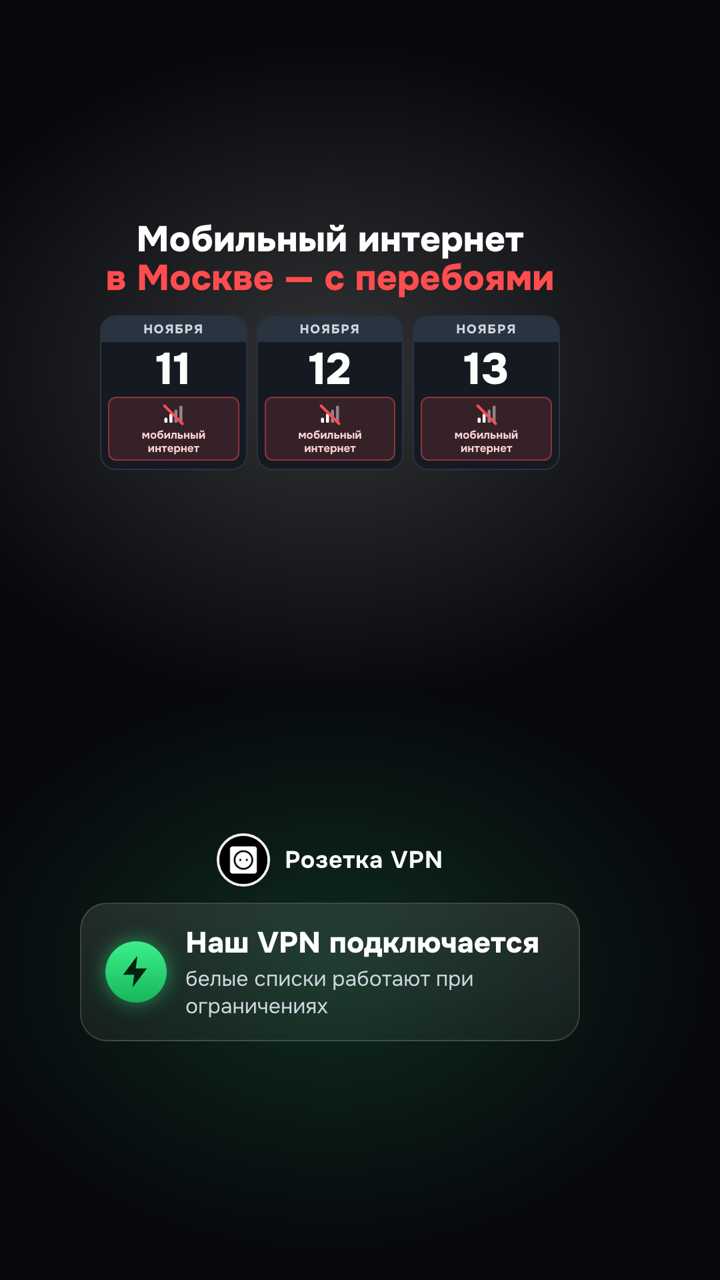 Мобильный интернет
в Москве — с перебоями
НОЯБРЯ
11
мобильный
интернет
НОЯБРЯ
12
мобильный
интернет
НОЯБРЯ
13
мобильный
интернет
Розетка VPN
Наш VPN подключается
белые списки работают при
ограничениях